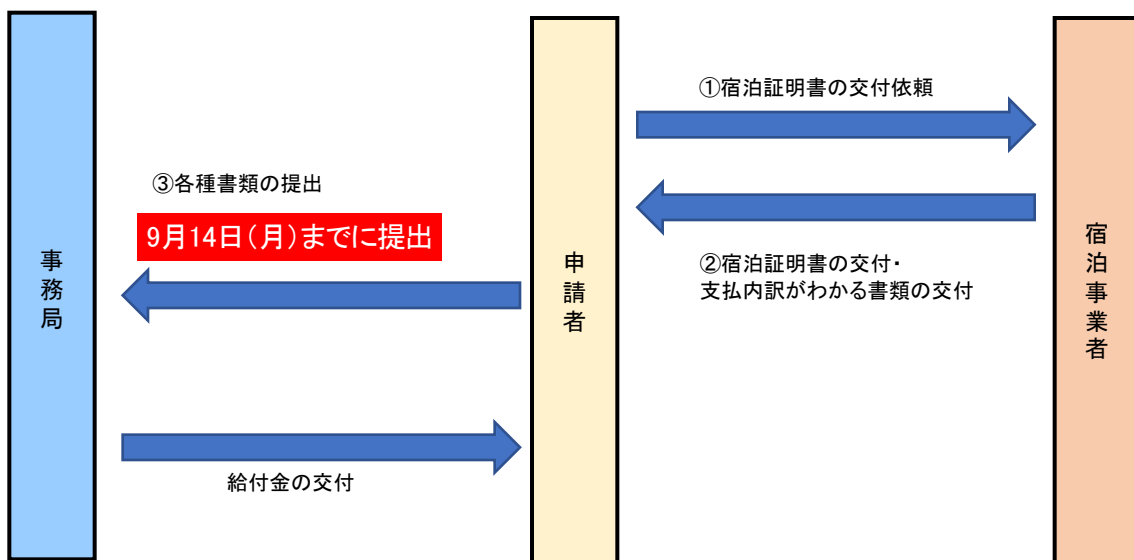 ①宿泊証明書の交付依頼
③各種書類の提出
9月14日(月)までに提出
事務局
申請者
宿泊事業者
②宿泊証明書の交付・
支払内訳がわかる書類の交付
給付金の交付